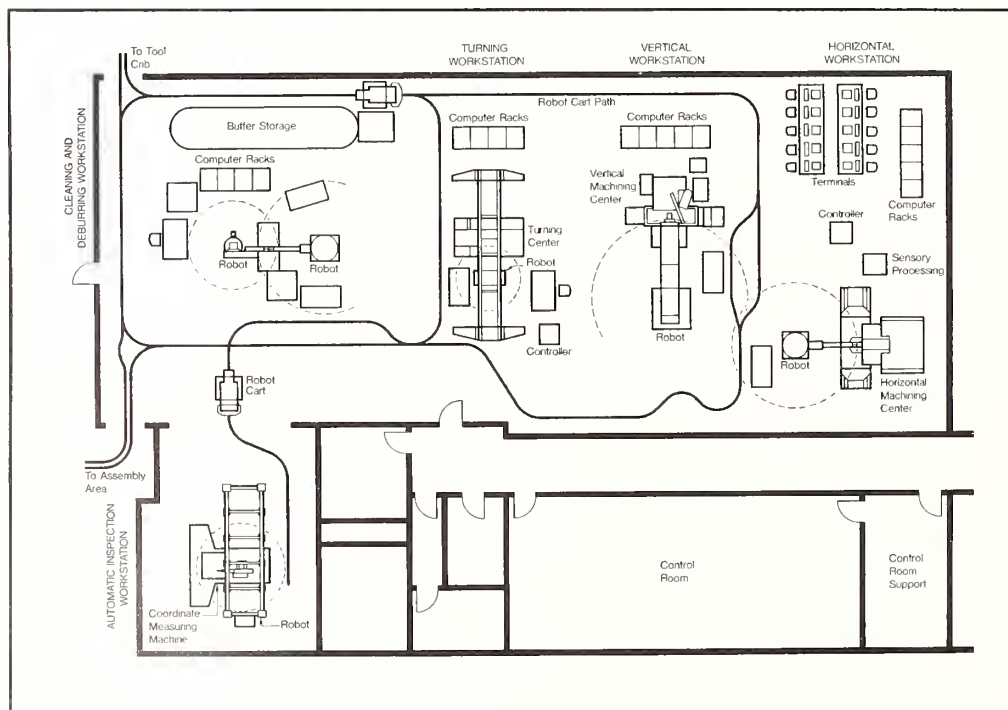 To Tool
Crib
TURNING
WORKSTATION
VERTICAL
WORKSTATION
HORIZONTAL
WORKSTATION
Robot Cart Path
Buffer Storage
Computer Racks
Computer Racks
Computer Racks
CLEANING AND
DEBURRING WORKSTATION
Vertical
Machining
Center
Terminals
Computer
Racks
Controller
Turning
Center
Robot
Robot
Robot
Sensory
Processing
Robot
Controller
Robot
Horizontal
Machining
Center
Robot
Cart
To Assembly
Area
AUTOMATIC INSPECTION
WORKSTATION
Coordinate
Measuring
Machine
Robot
Control
Room
Control
Room
Support